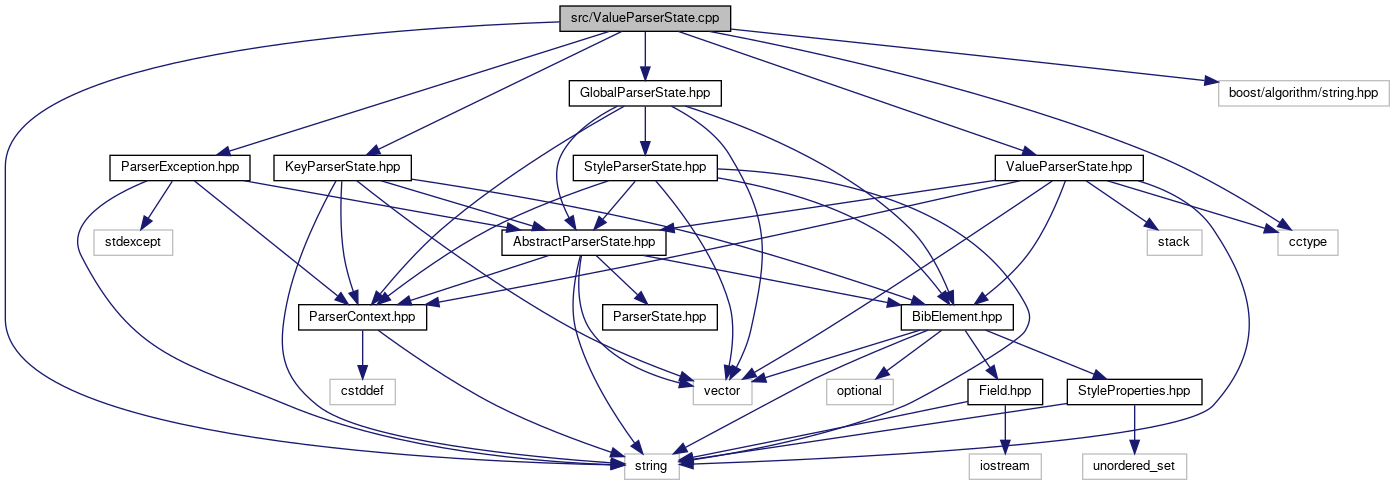 src/ValueParserState.cpp
GlobalParserState.hpp
boost/algorithm/string.hpp
ParserException.hpp
KeyParserState.hpp
StyleParserState.hpp
ValueParserState.hpp
stdexcept
AbstractParserState.hpp
stack
cctype
ParserContext.hpp
ParserState.hpp
BibElement.hpp
cstddef
vector
optional
Field.hpp
StyleProperties.hpp
string
iostream
unordered_set